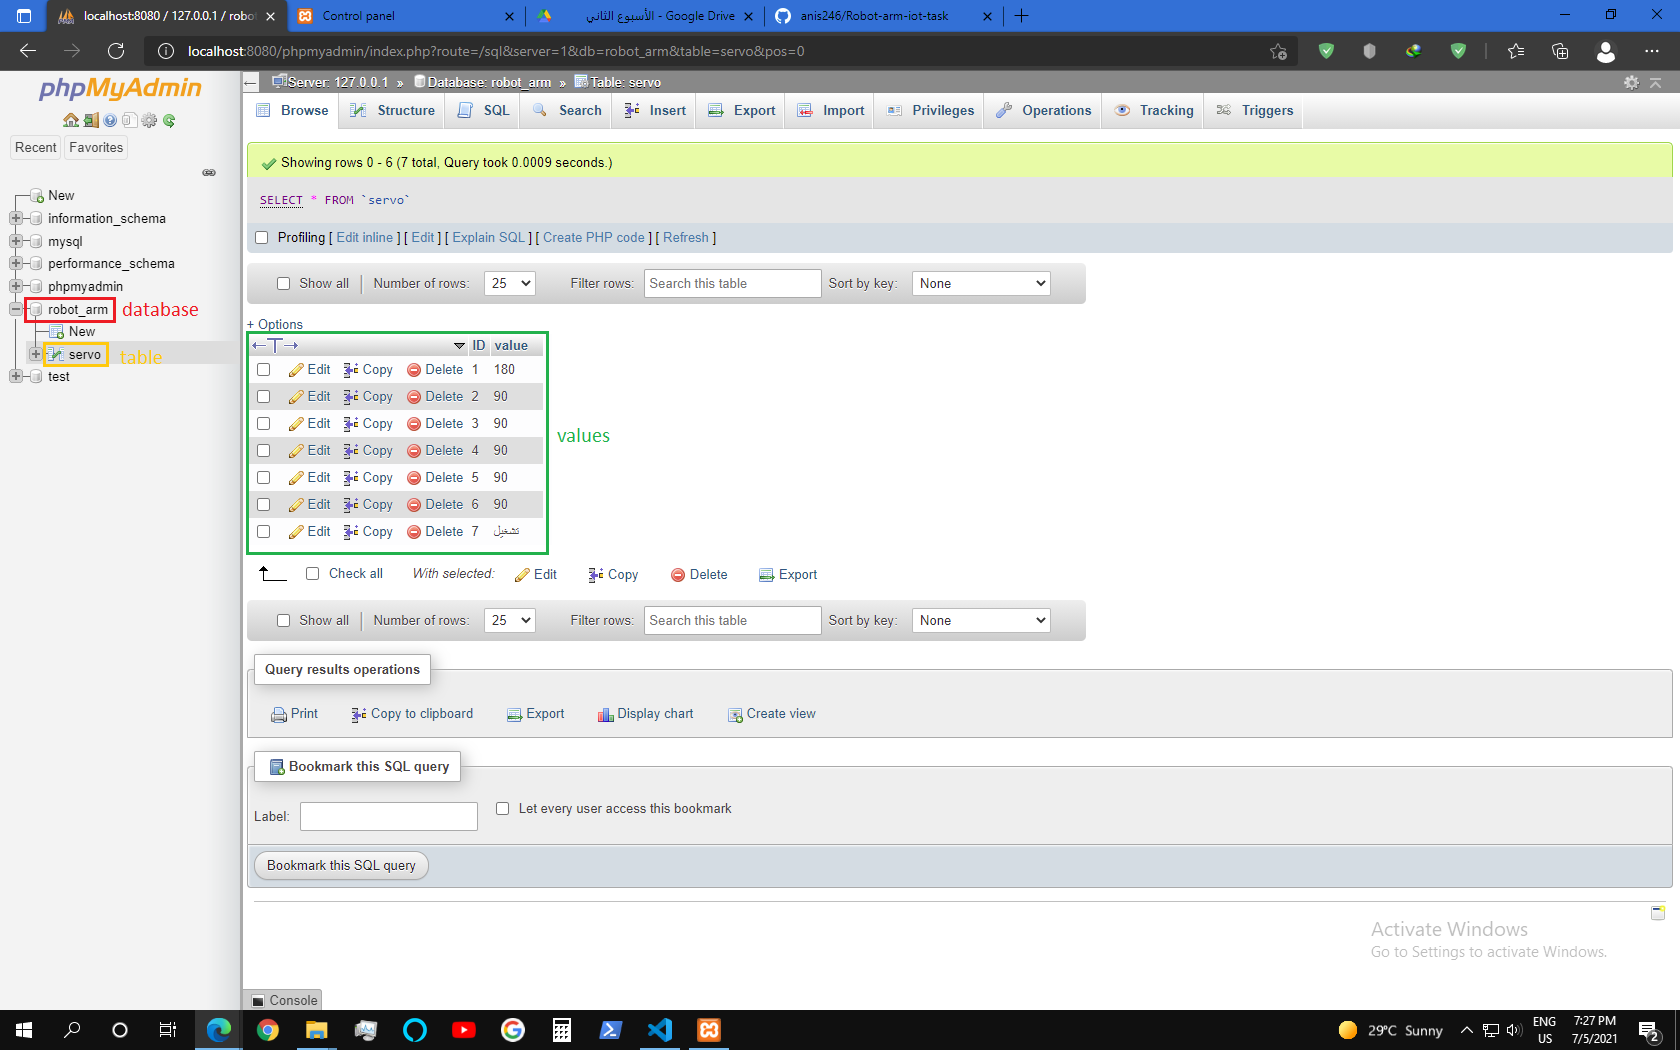 localhost:8080 / 127.0.0.1 / robot
Control panel
الأسبوع الثاني - Google Drive
anis246/Robot-arm-iot-task
localhost:8080/phpmyadmin/index.php?route=/sql&server=1&db=robot_arm&table=servo&pos=0
phpMyAdmin
Recent Favorites
New
information_schema
mysql
performance_schema
phpmyadmin
robot_arm database
New
servo table
test
Server: 127.0.0.1 » Database: robot_arm » Table: servo
Browse Structure SQL Search Insert Export Import Privileges Operations Tracking Triggers
Showing rows 0 - 6 (7 total, Query took 0.0009 seconds.)
SELECT * FROM `servo`
Profiling [ Edit inline ] [ Edit ] [ Explain SQL ] [ Create PHP code ] [ Refresh ]
Show all Number of rows: 25 Filter rows: Search this table Sort by key: None
+ Options
←T→ ID value
Edit Copy Delete 1 180
Edit Copy Delete 2 90
Edit Copy Delete 3 90
values
Edit Copy Delete 4 90
Edit Copy Delete 5 90
Edit Copy Delete 6 90
Edit Copy Delete 7 تشغيل
Check all With selected: Edit Copy Delete Export
Show all Number of rows: 25 Filter rows: Search this table Sort by key: None
Query results operations
Print Copy to clipboard Export Display chart Create view
Bookmark this SQL query
Label: Let every user access this bookmark
Bookmark this SQL query
Activate Windows
Go to Settings to activate Windows.
Console
29°C Sunny
ENG
US
7:27 PM
7/5/2021
2